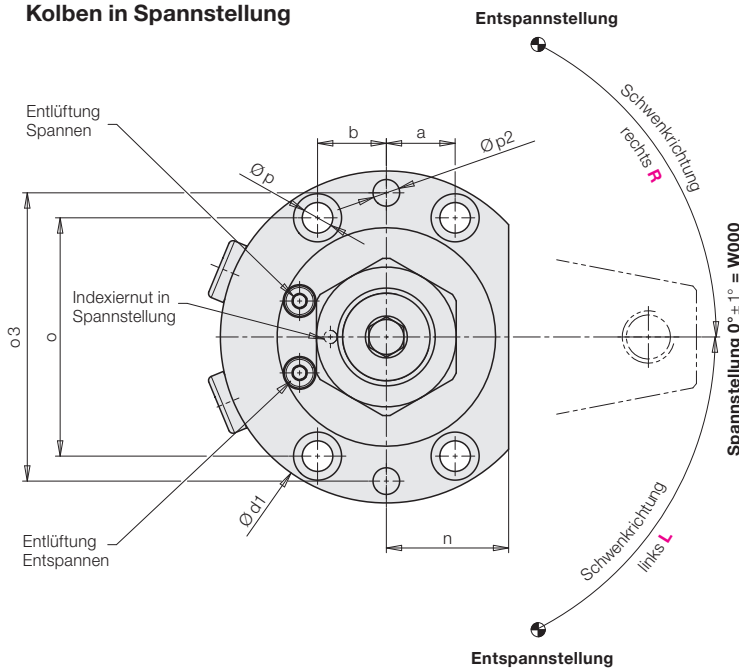 Kolben in Spannstellung
Entspannstellung
Entlüftung
Spannen
b
a
Ø p2
Ø p
Schwenkrichtung
rechts R
Indexiernut in
Spannstellung
o3
o
Spannstellung 0° ± 1° = W000
Ø d1
n
Schwenkrichtung
links L
Entlüftung
Entspannen
Entspannstellung